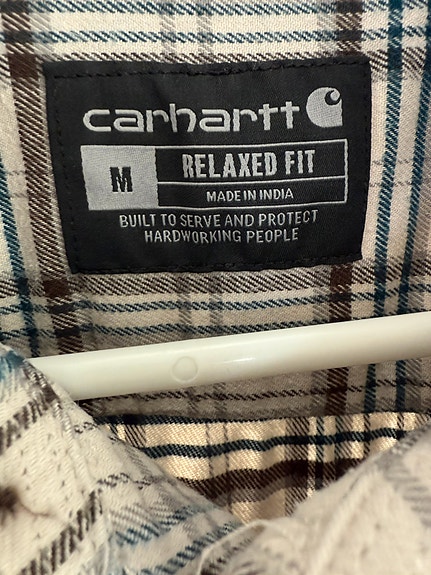 carhartt
M
RELAXED FIT
MADE IN INDIA
BUILT TO SERVE AND PROTECT
HARDWORKING PEOPLE